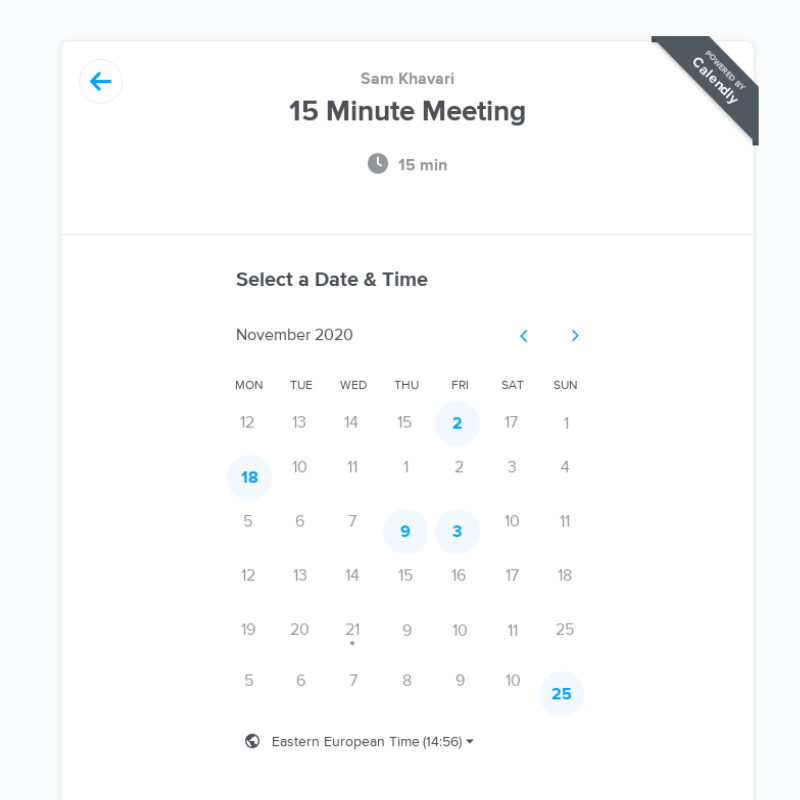 POWERED BY
Calendly
Sam Khavari
15 Minute Meeting
15 min
Select a Date & Time
November 2020
MON TUE WED THU FRI SAT SUN
12 13 14 15 2 17 1
18 10 11 1 2 3 4
5 6 7 9 3 10 11
12 13 14 15 16 17 18
19 20 21 9 10 11 25
5 6 7 8 9 10 25
Eastern European Time (14:56)